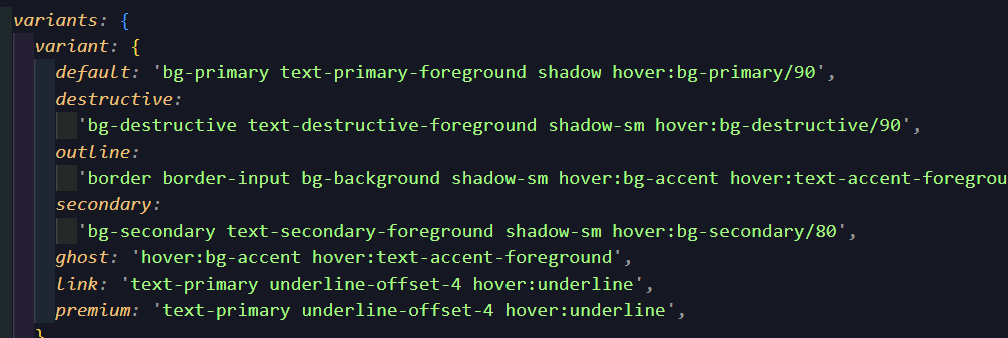 variants: {
variant: {
default: 'bg-primary text-primary-foreground shadow hover:bg-primary/90',
destructive:
'bg-destructive text-destructive-foreground shadow-sm hover:bg-destructive/90',
outline:
'border border-input bg-background shadow-sm hover:bg-accent hover:text-accent-foregrou
secondary:
'bg-secondary text-secondary-foreground shadow-sm hover:bg-secondary/80',
ghost: 'hover:bg-accent hover:text-accent-foreground',
link: 'text-primary underline-offset-4 hover:underline',
premium: 'text-primary underline-offset-4 hover:underline',
}